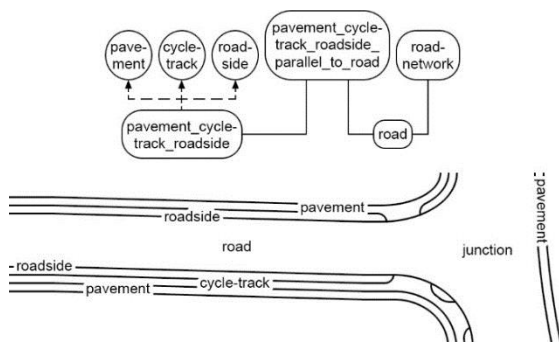 pave-
ment
cycle-
track
road-
side
pavement_cycle-
track_roadside_
parallel_to_road
road-
network
pavement_cycle-
track_roadside
road
pavement
roadside
pavement
road
junction
roadside
pavement
cycle-track